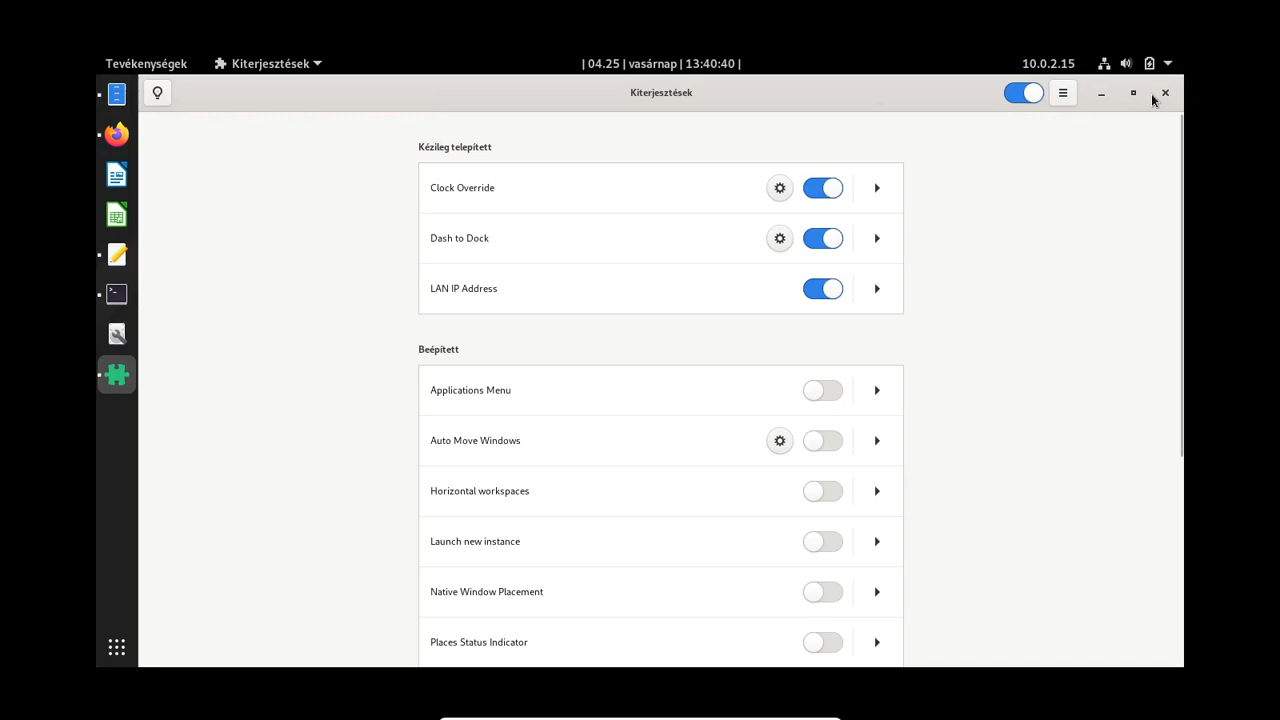 Tevékenységek Kiterjesztések | 04.25 | vasárnap | 13:40:40 | 10.0.2.15
Kiterjesztések
Kézileg telepített
Clock Override
Dash to Dock
LAN IP Address
Beépített
Applications Menu
Auto Move Windows
Horizontal workspaces
Launch new instance
Native Window Placement
Places Status Indicator